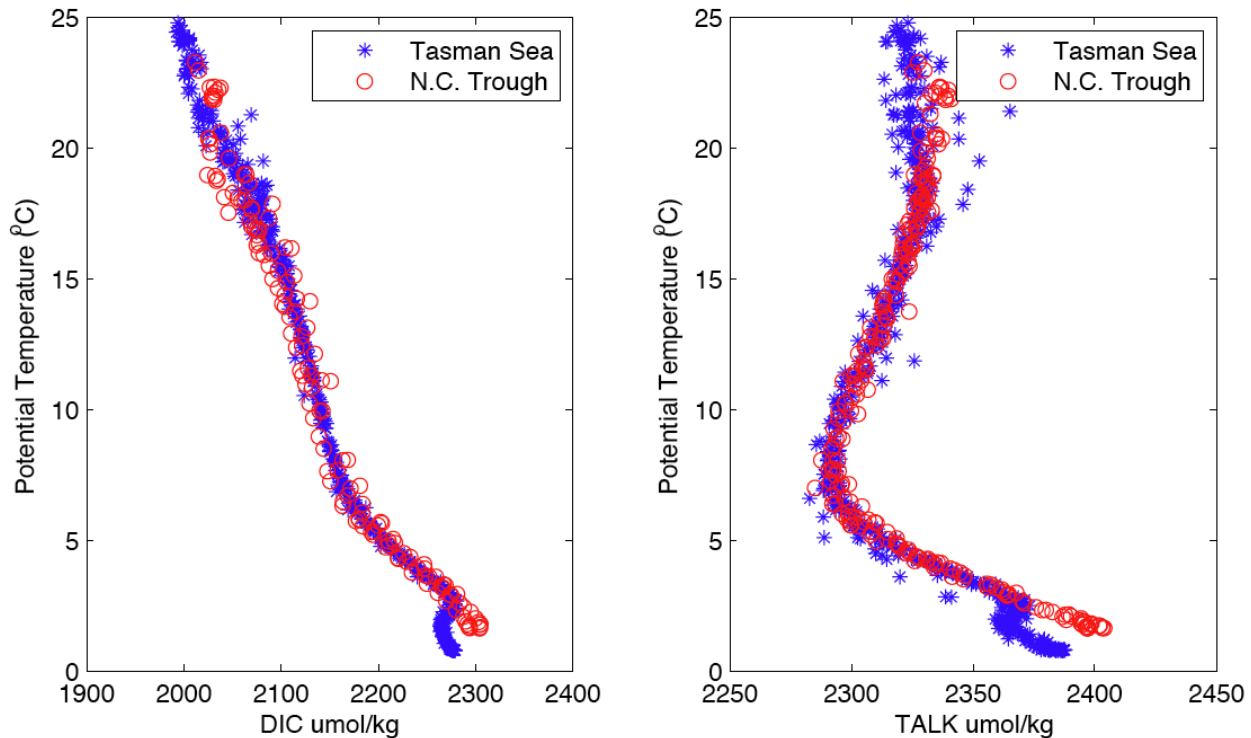 25
20
15
10
5
0
Potential Temperature (ºC)
1900
2000
2100
2200
2300
2400
DIC umol/kg
Tasman Sea
N.C. Trough
25
20
15
10
5
0
Potential Temperature (ºC)
2250
2300
2350
2400
2450
TALK umol/kg
Tasman Sea
N.C. Trough